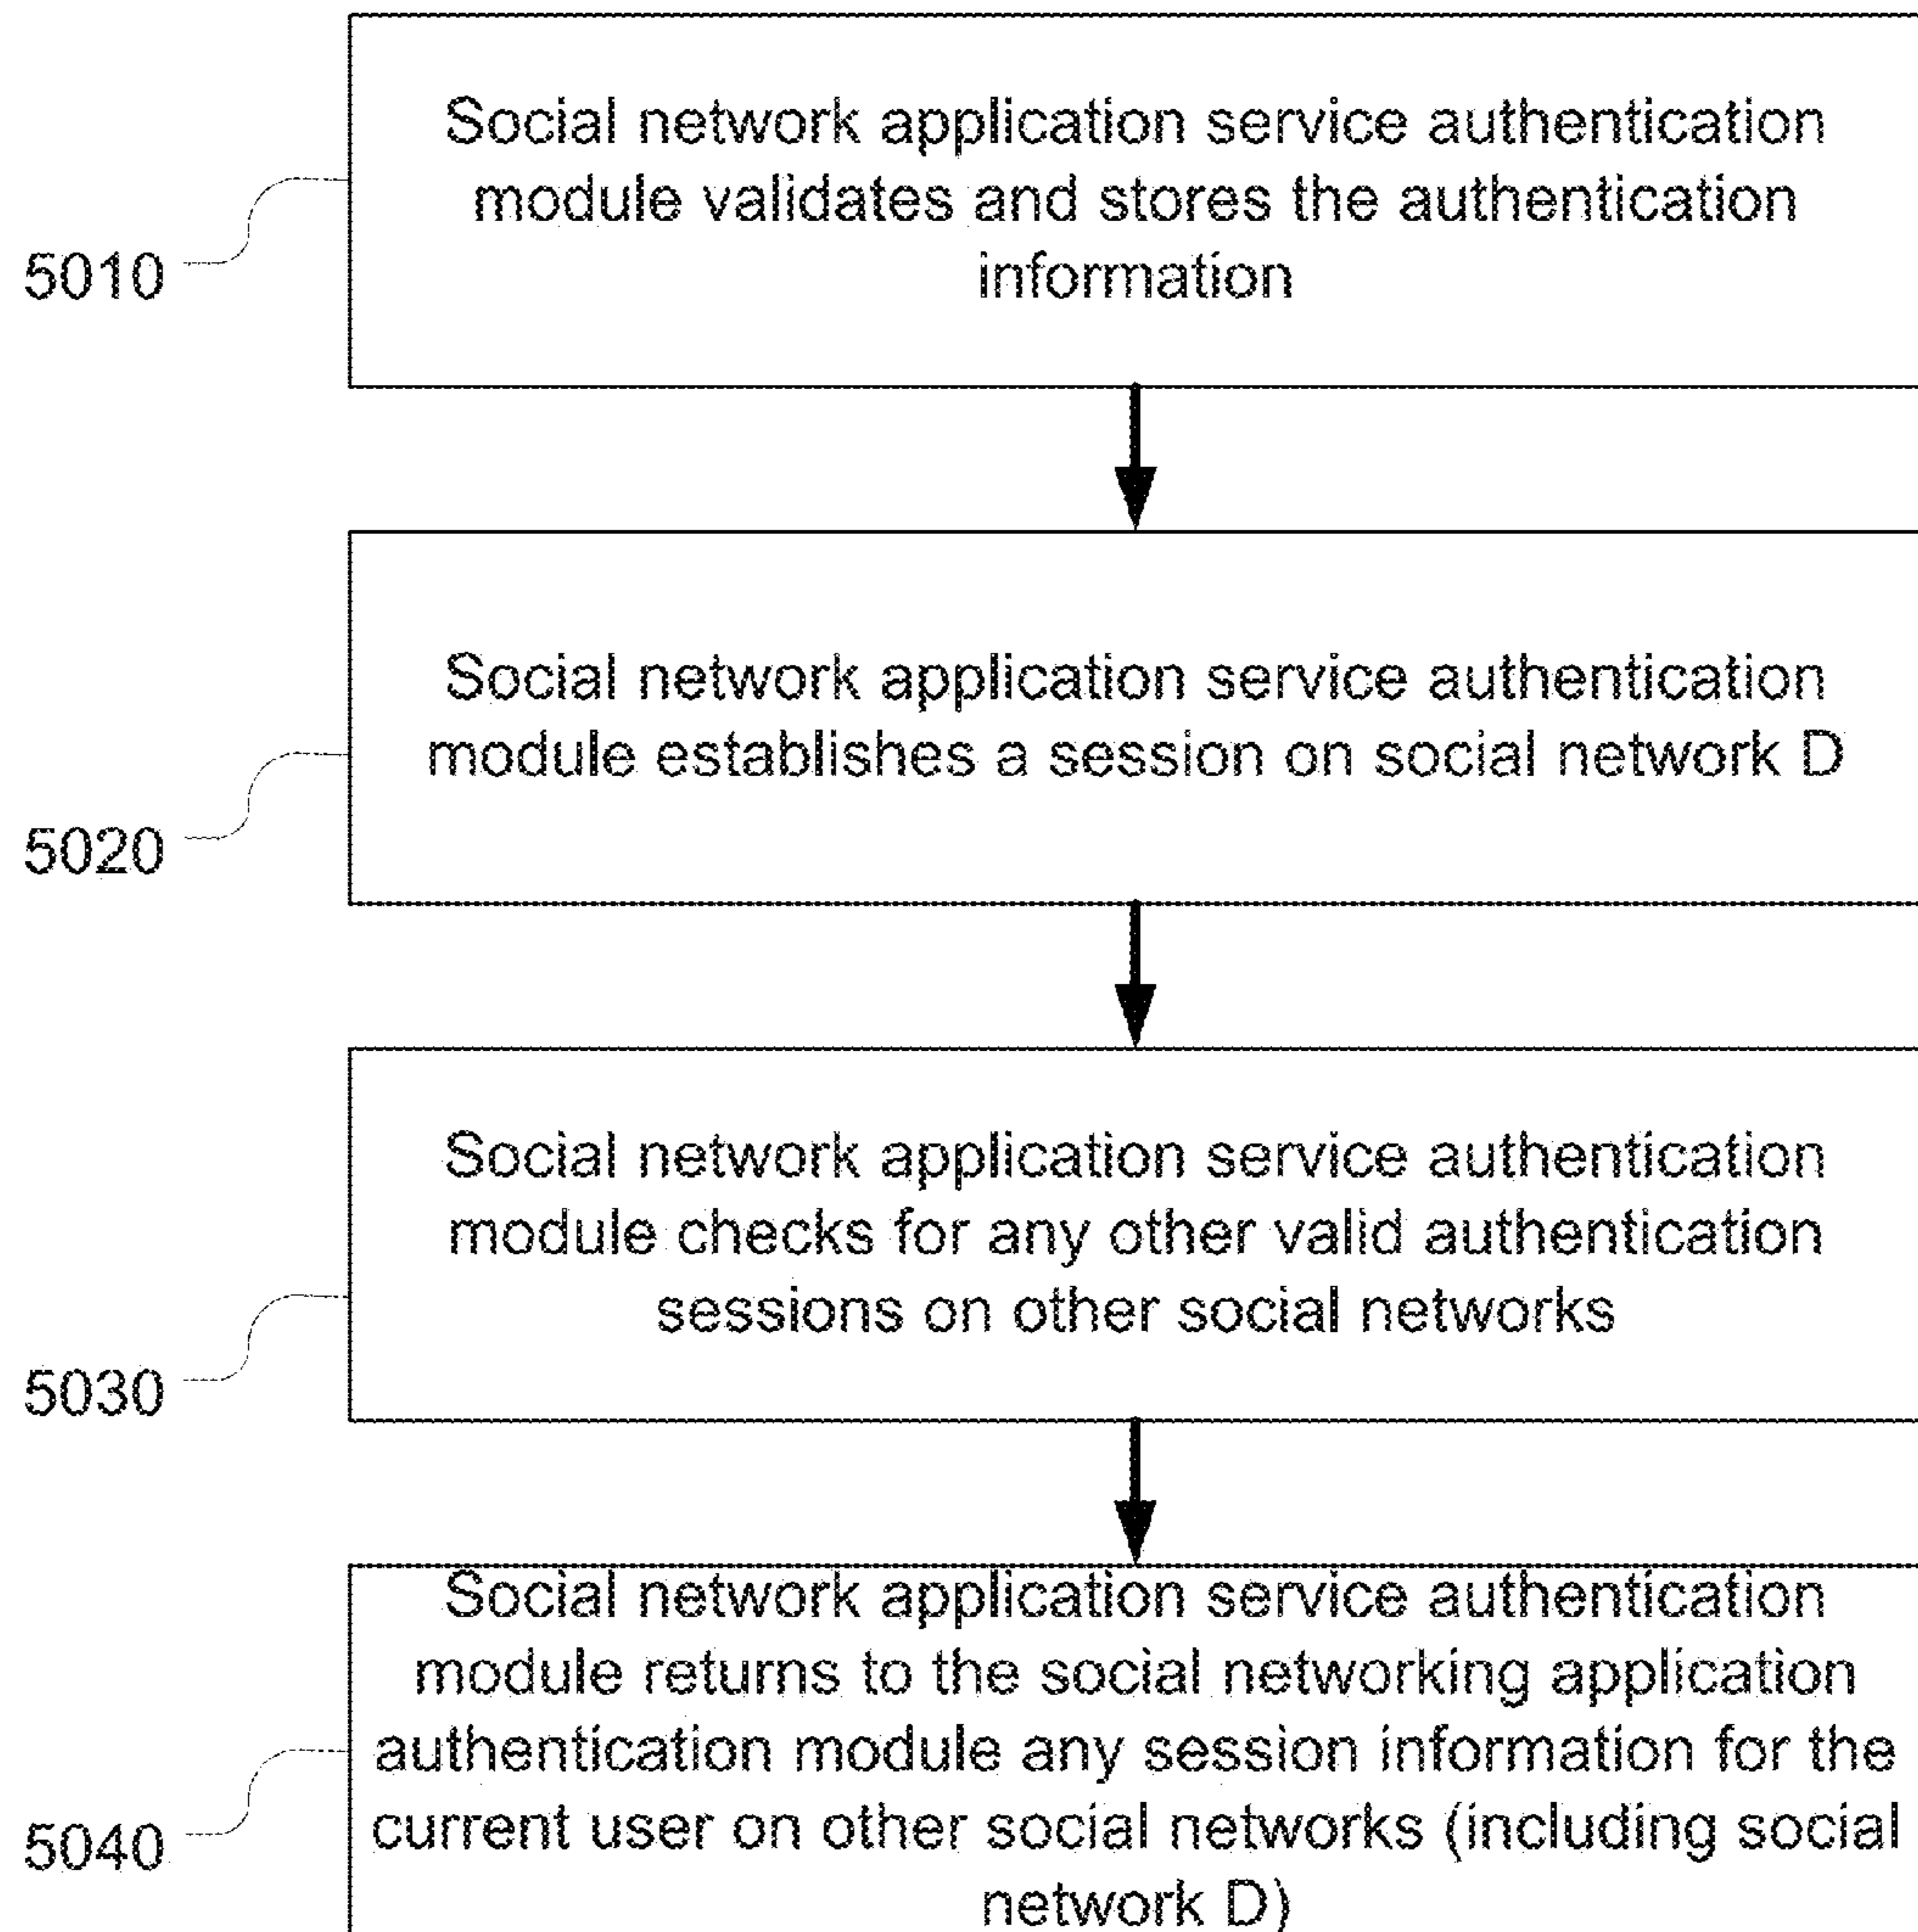 Social network application service authentication
module validates and stores the authentication
information
5010
Social network application service authentication
module establishes a session on social network D
5020
Social network application service authentication
module checks for any other valid authentication
sessions on other social networks
5030
Social network application service authentication
module returns to the social networking application
authentication module any session information for the
current user on other social networks (including social
network D)
5040